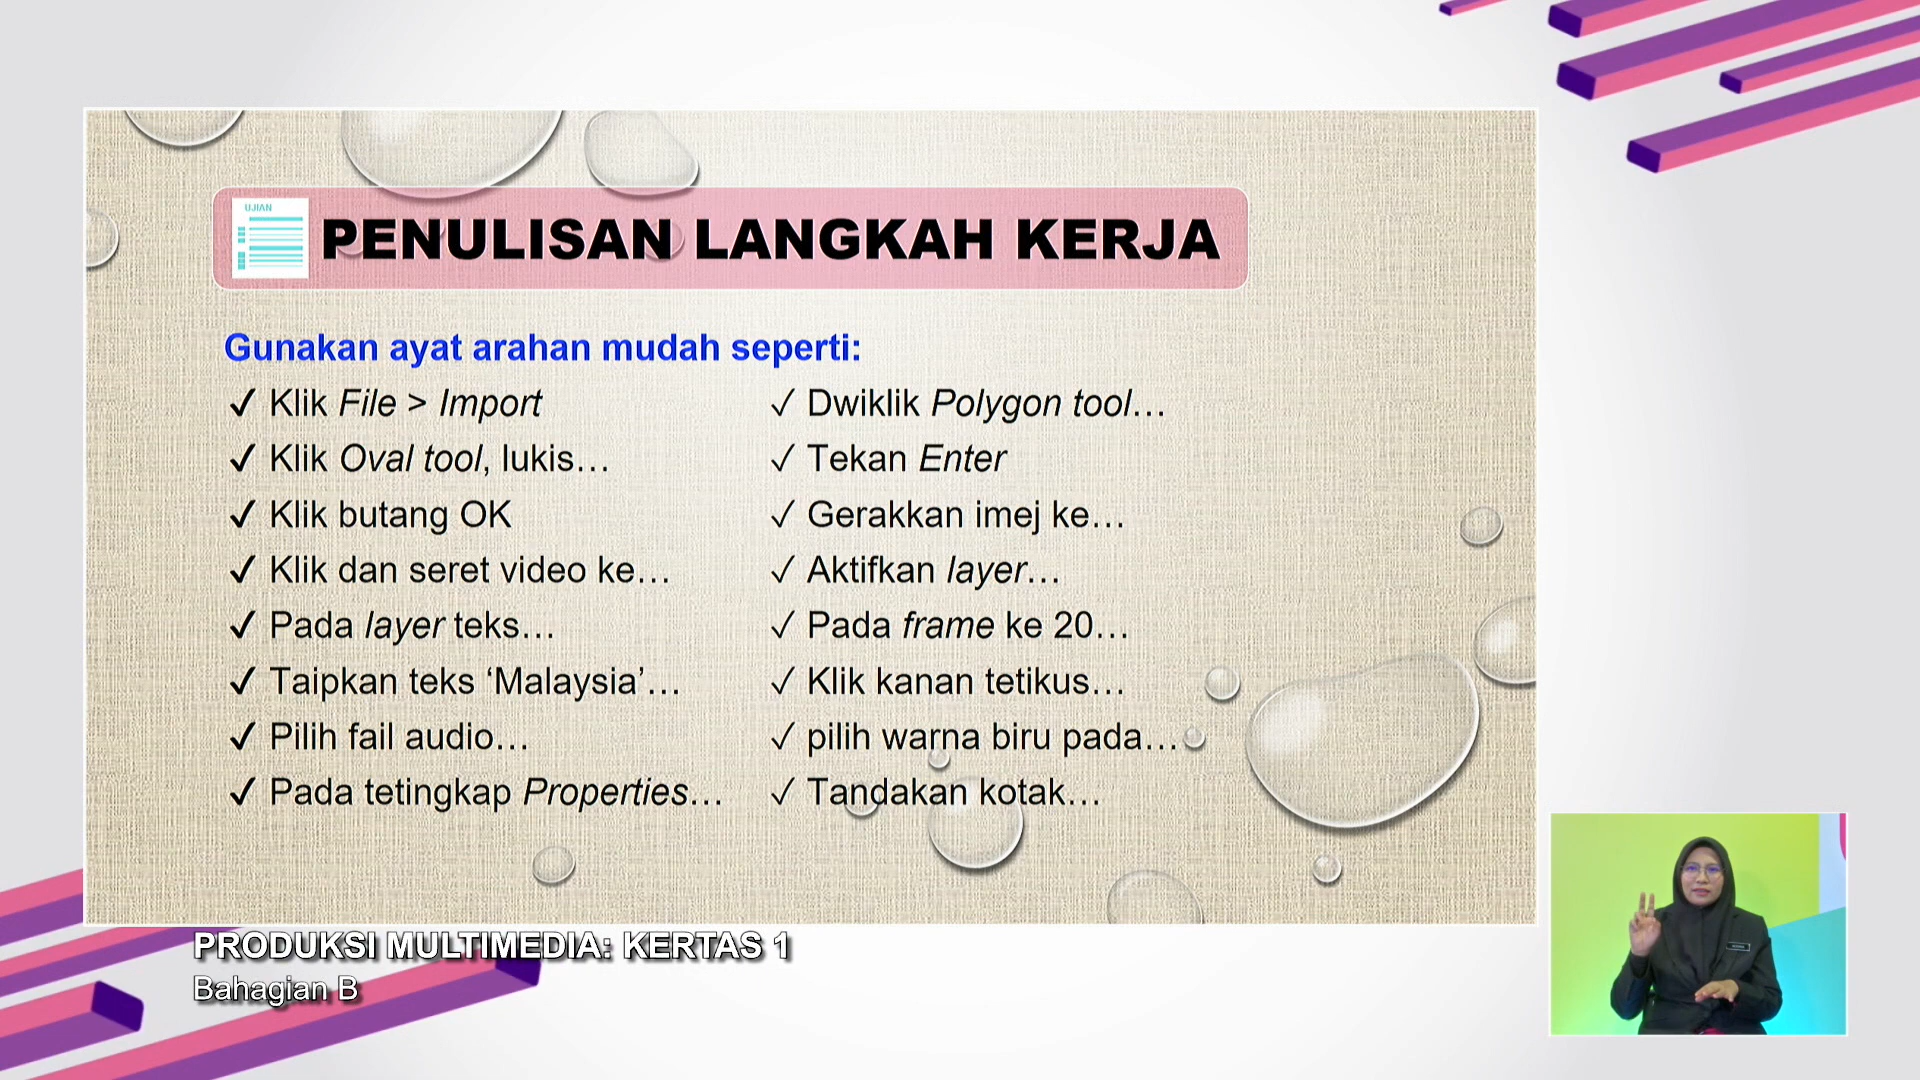 UJIAN
PENULISAN LANGKAH KERJA
Gunakan ayat arahan mudah seperti:
✓ Klik File > Import
✓ Klik Oval tool, lukis…
✓ Klik butang OK
✓ Klik dan seret video ke…
✓ Pada layer teks…
✓ Taipkan teks ‘Malaysia’…
✓ Pilih fail audio…
✓ Pada tetingkap Properties…
✓ Dwiklik Polygon tool…
✓ Tekan Enter
✓ Gerakkan imej ke…
✓ Aktifkan layer…
✓ Pada frame ke 20…
✓ Klik kanan tetikus…
✓ pilih warna biru pada…
✓ Tandakan kotak…
PRODUKSI MULTIMEDIA: KERTAS 1
Bahagian B